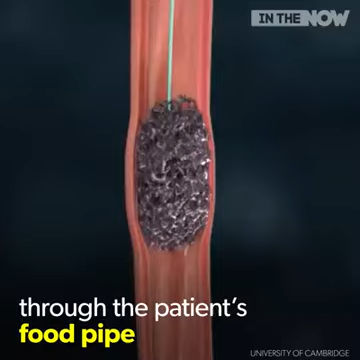 IN THE NOW
through the patient's
food pipe
UNIVERSITY OF CAMBRIDGE